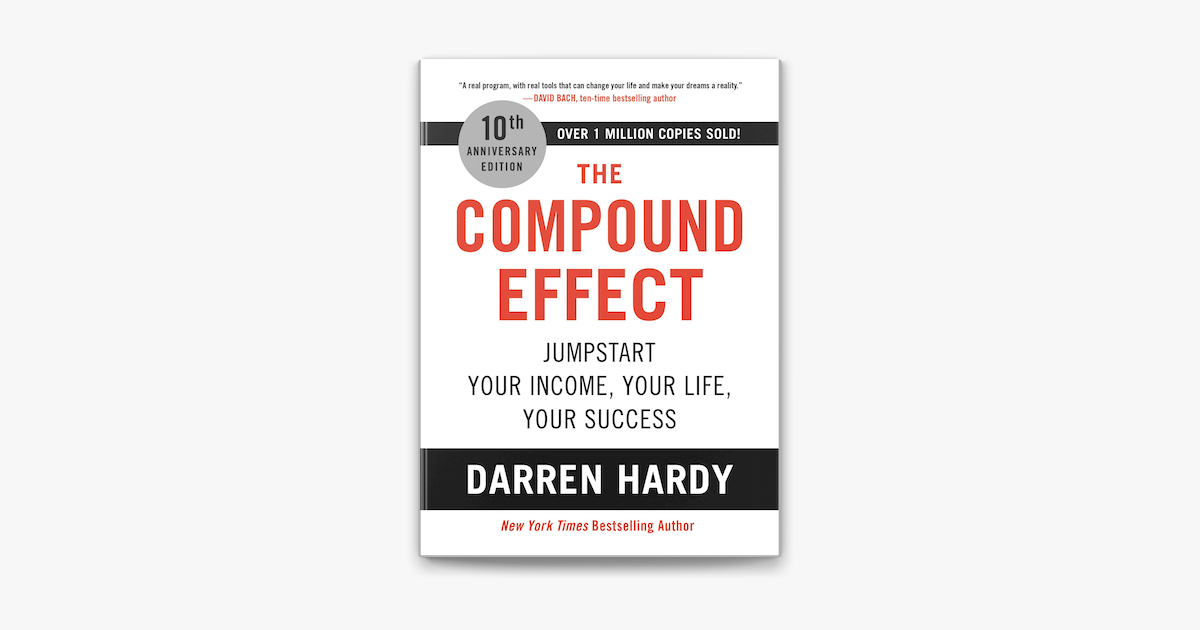 “A real program, with real tools that can change your life and make your dreams a reality.”
—DAVID BACH, ten-time bestselling author
10th
ANNIVERSARY
EDITION
OVER 1 MILLION COPIES SOLD!
THE
COMPOUND
EFFECT
JUMPSTART
YOUR INCOME, YOUR LIFE,
YOUR SUCCESS
DARREN HARDY
New York Times Bestselling Author